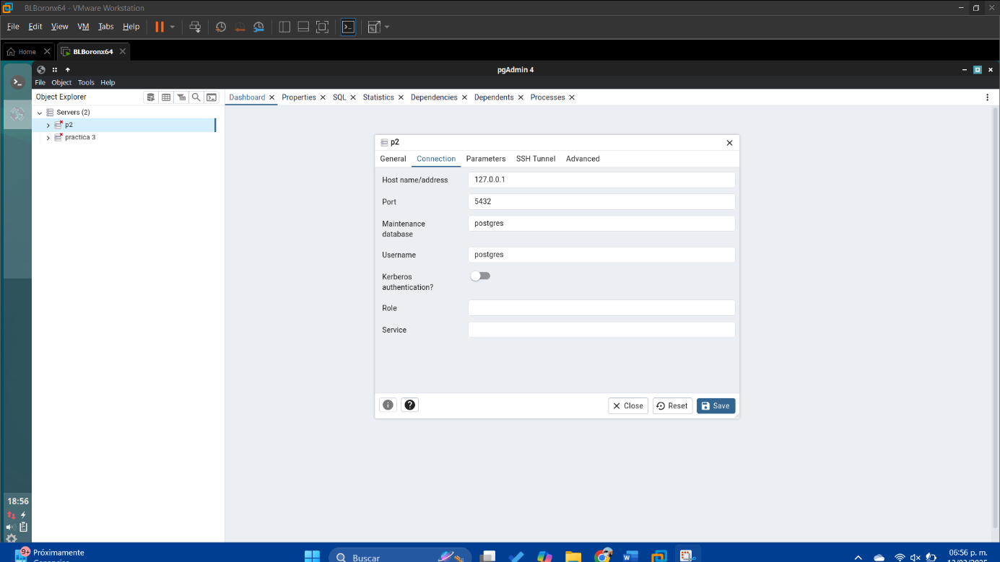 BLBoronx64 - VMware Workstation
File Edit View VM Tabs Help
Home
BLBoronx64
pgAdmin 4
File Object Tools Help
Object Explorer
Dashboard Properties SQL Statistics Dependencies Dependents Processes
Servers (2)
p2
practica 3
p2
General Connection Parameters SSH Tunnel Advanced
Host name/address 127.0.0.1
Port 5432
Maintenance database postgres
Username postgres
Kerberos authentication?
Role
Service
Close Reset Save
18:56
9+ Próximamente
Buscar
06:56 p. m.